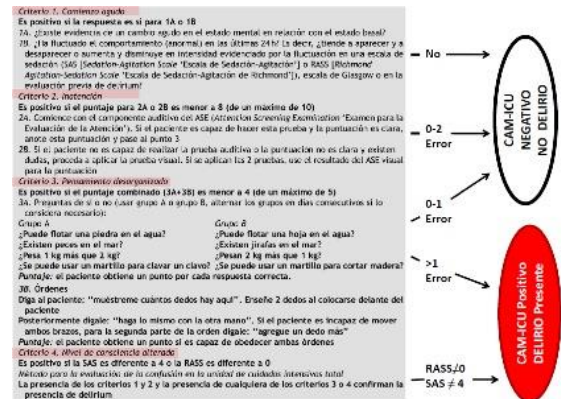 Criterio 1. Comienzo agudo
Es positivo si la respuesta es sí para 1A o 1B
1A. ¿Existe evidencia de un cambio agudo en el estado mental en relación con el estado basal?
1B. ¿Ha fluctuado el comportamiento (anormal) en las últimas 24h? Es decir, ¿tiende a aparecer y a
desaparecer o aumenta y disminuye en intensidad evidenciado por la fluctuación en una escala de
sedación (SAS [Sedation-Agitation Scale "Escala de Sedación-Agitación"] o RASS [Richmond
Agitation-Sedation Scale "Escala de Sedación-Agitación de Richmond"]), escala de Glasgow o en la
evaluación previa de delirium?
Criterio 2. Inatención
Es positivo si el puntaje para 2A o 2B es menor a 8 (de un máximo de 10)
2A. Comience con el componente auditivo del ASE (Attention Screening Examination "Examen para la
Evaluación de la Atención"). Si el paciente es capaz de hacer esta prueba y la puntuación es clara,
anote esta puntuación y pase al punto 3
2B. Si el paciente no es capaz de realizar la prueba auditiva o la puntuación no es clara y existen
dudas, proceda a aplicar la prueba visual. Si se aplican las 2 pruebas, use el resultado del ASE visual
para la puntuación
Criterio 3. Pensamiento desorganizado
Es positivo si el puntaje combinado (3A+3B) es menor a 4 (de un máximo de 5)
3A. Preguntas de sí o no (usar grupo A o grupo B, alternar los grupos en días consecutivos si lo
considera necesario):
Grupo A Grupo B
¿Puede flotar una piedra en el agua? ¿Puede flotar una hoja en el agua?
¿Existen peces en el mar? ¿Existen jirafas en el mar?
¿Pesa 1 kg más que 2 kg? ¿Pesan 2 kg más que 1 kg?
¿Se puede usar un martillo para clavar un clavo? ¿Se puede usar un martillo para cortar madera?
Puntaje: el paciente obtiene un punto por cada respuesta correcta.
3B. Órdenes
Diga al paciente: "muéstreme cuántos dedos hay aquí". Enseñe 2 dedos al colocarse delante del
paciente
Posteriormente dígale: "haga lo mismo con la otra mano". Si el paciente es incapaz de mover
ambos brazos, para la segunda parte de la orden dígale: "agregue un dedo más"
Puntaje: el paciente obtiene un punto si es capaz de obedecer ambas órdenes
Criterio 4. Nivel de consciencia alterado
Es positivo si la SAS es diferente a 4 o la RASS es diferente a 0
Método para la evaluación de la confusión en la unidad de cuidados intensivos total
La presencia de los criterios 1 y 2 y la presencia de cualquiera de los criterios 3 o 4 confirman la
presencia de delirium
No
0-2
Error
0-1
Error
>1
Error
RASS≠0
SAS ≠ 4
CAM-ICU
NEGATIVO
NO DELIRIO
CAM-ICU Positivo
DELIRIO Presente